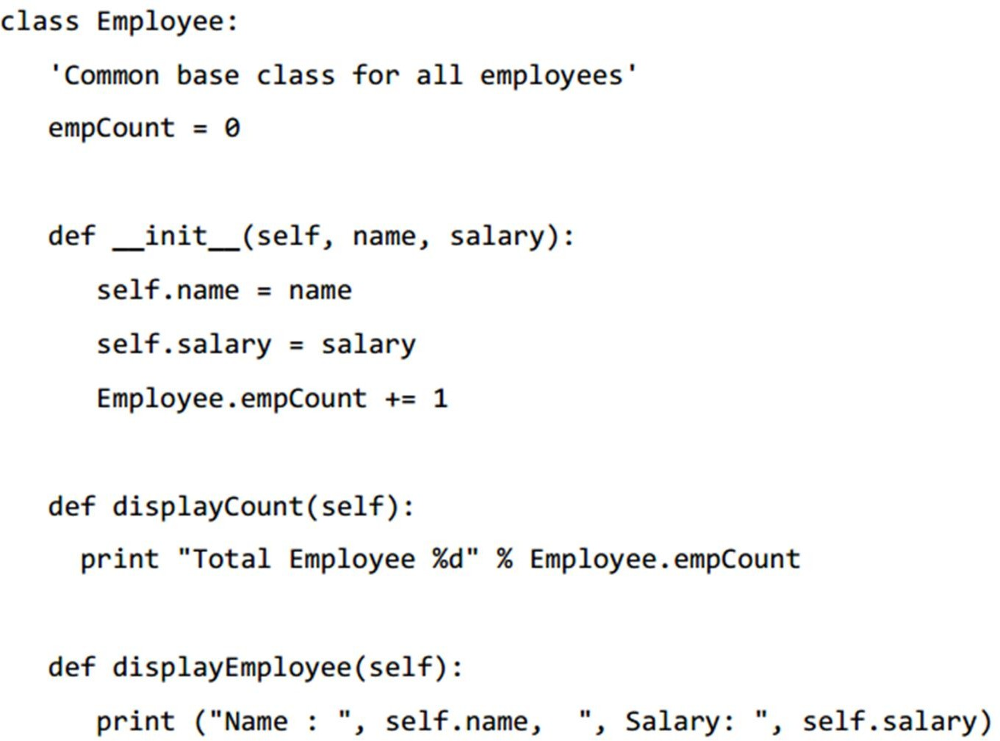 class Employee:
'Common base class for all employees'
empCount = 0
def __init__(self, name, salary):
self.name = name
self.salary = salary
Employee.empCount += 1
def displayCount(self):
print "Total Employee %d" % Employee.empCount
def displayEmployee(self):
print ("Name : ", self.name,  ", Salary: ", self.salary)